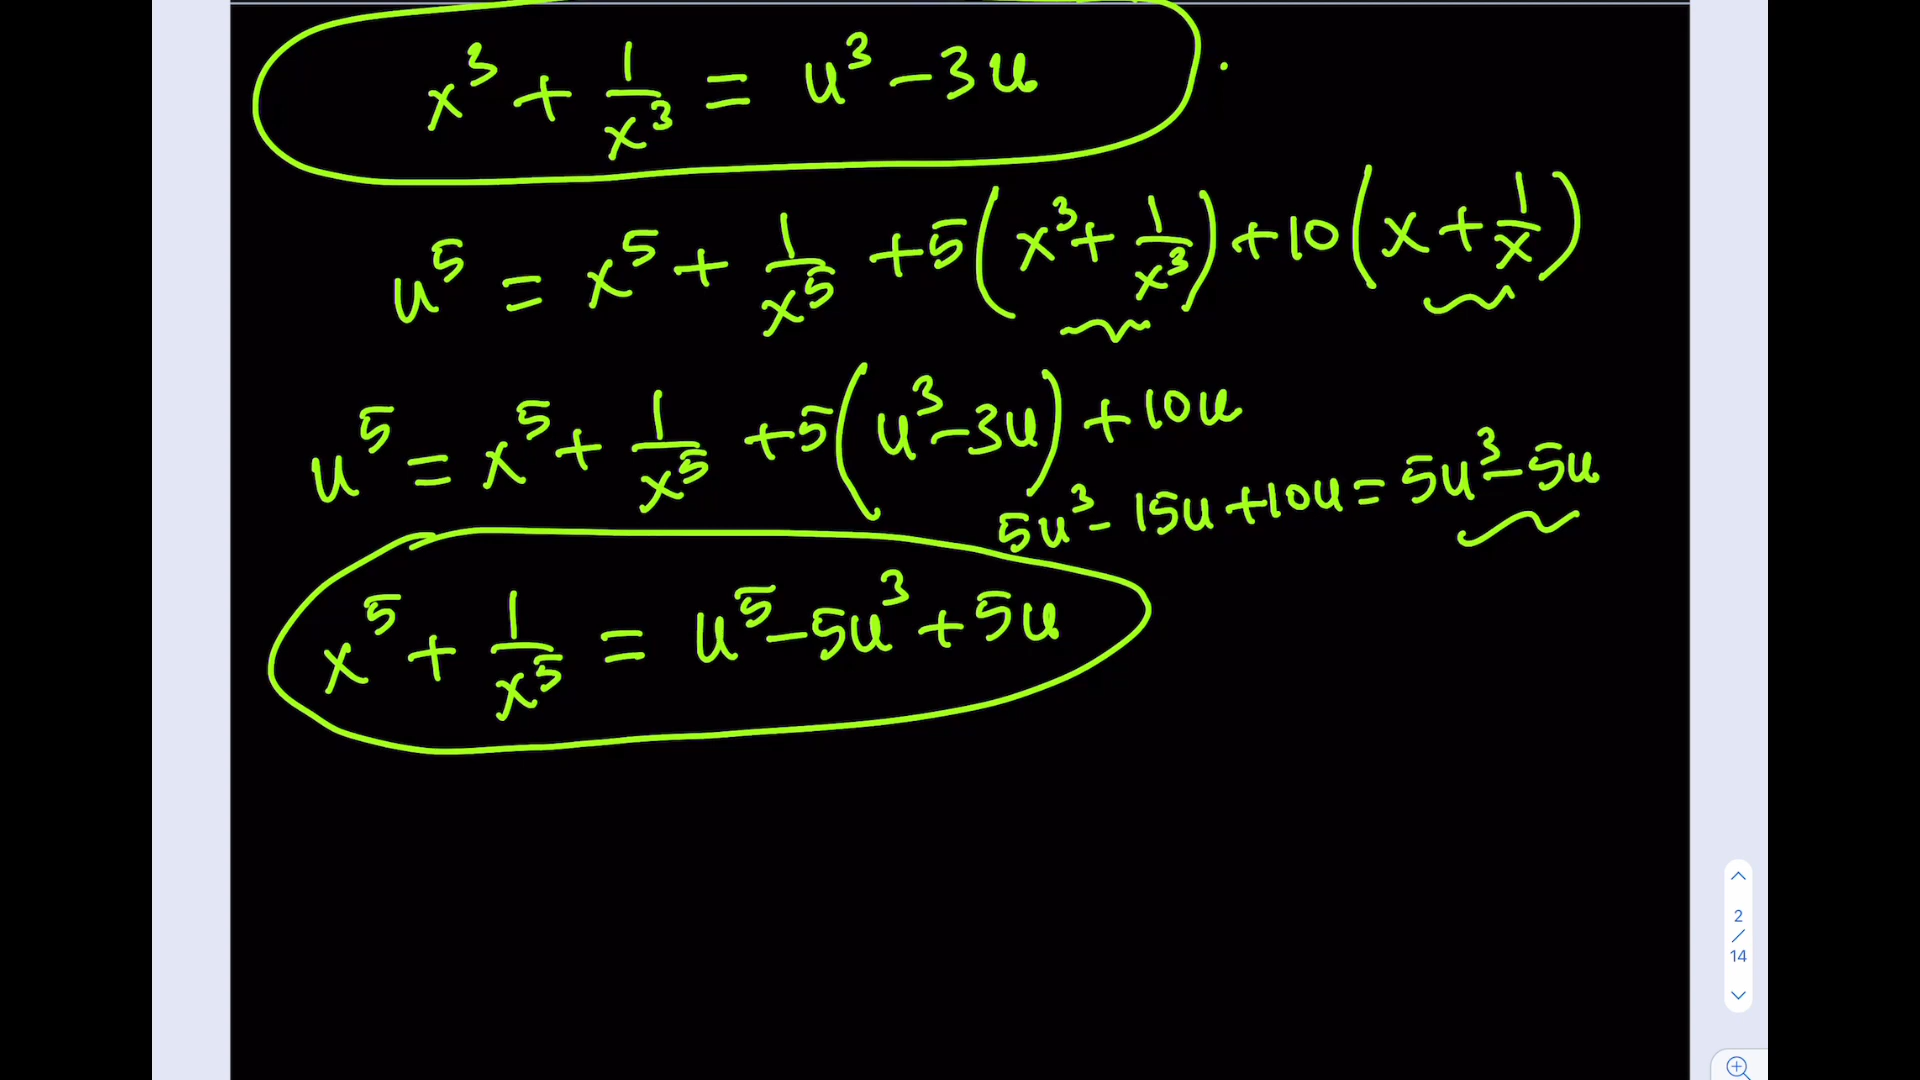 x³ + 1/x³ = u³ - 3u .
u⁵ = x⁵ + 1/x⁵ + 5(x³ + 1/x³) + 10(x + 1/x)
u⁵ = x⁵ + 1/x⁵ + 5(u³ - 3u) + 10u
5u³ - 15u + 10u = 5u³ - 5u
x⁵ + 1/x⁵ = u⁵ - 5u³ + 5u
2
/
14